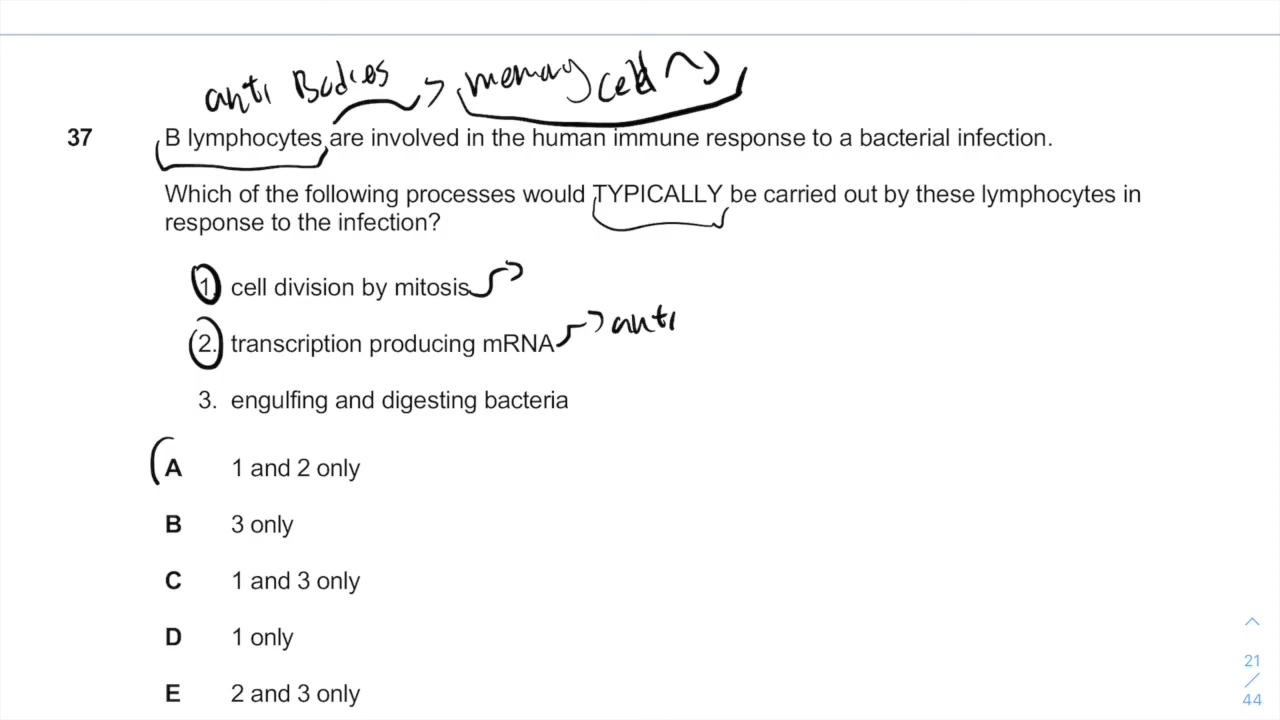 anti Bodies > memory cell
37 B lymphocytes are involved in the human immune response to a bacterial infection.
Which of the following processes would TYPICALLY be carried out by these lymphocytes in
response to the infection?
1. cell division by mitosis
2. transcription producing mRNA
anti
3. engulfing and digesting bacteria
A 1 and 2 only
B 3 only
C 1 and 3 only
D 1 only
E 2 and 3 only
21
/
44